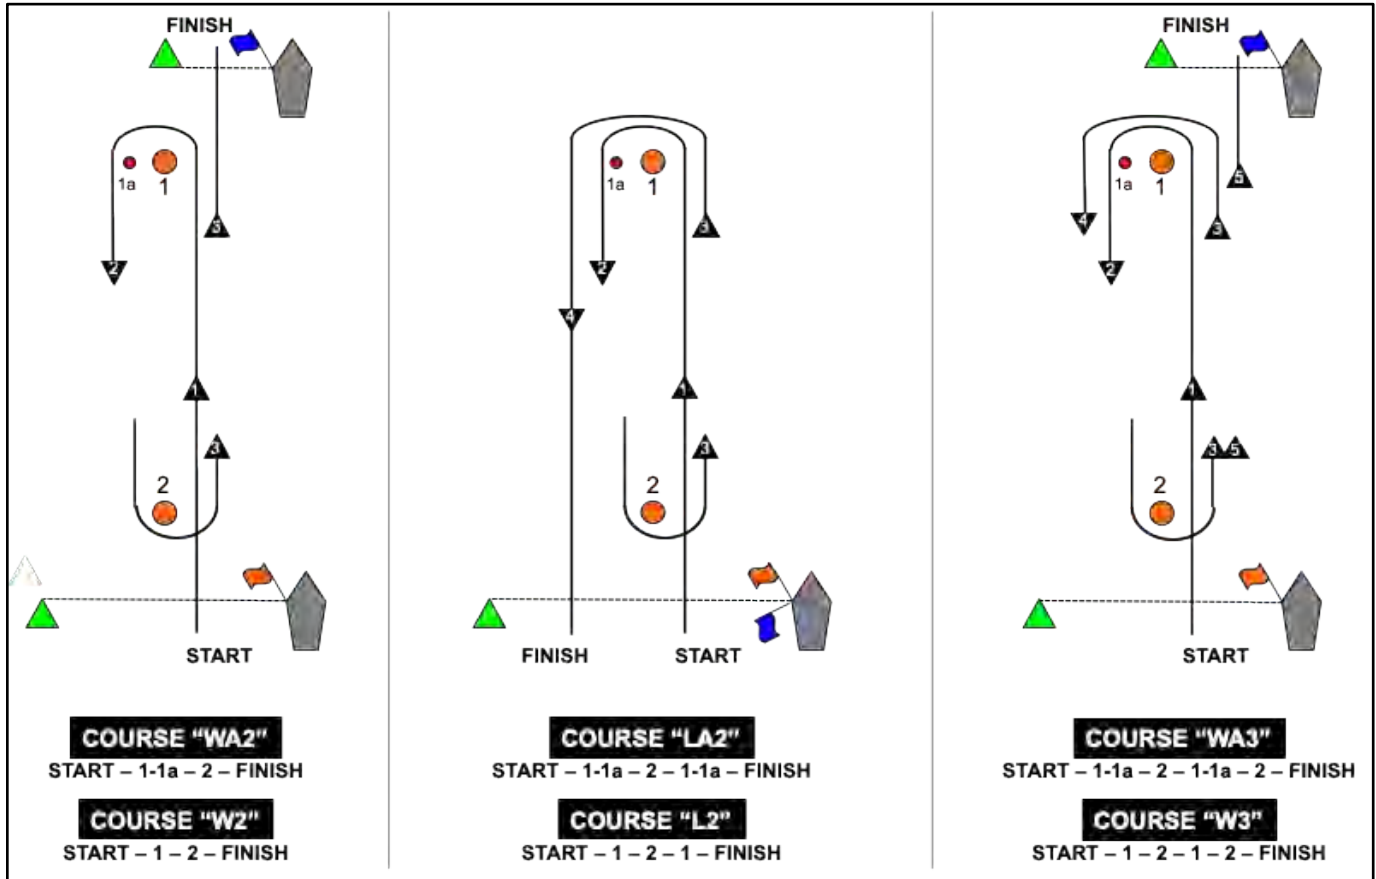 FINISH
1a
1
2
3
1
3
2
START
COURSE “WA2”
START – 1-1a – 2 – FINISH
COURSE “W2”
START – 1 – 2 – FINISH
1a
1
2
3
4
1
3
2
FINISH
START
COURSE “LA2”
START – 1-1a – 2 – 1-1a – FINISH
COURSE “L2”
START – 1 – 2 – 1 – FINISH
FINISH
1a
1
5
4
3
2
1
3
5
2
START
COURSE “WA3”
START – 1-1a – 2 – 1-1a – 2 – FINISH
COURSE “W3”
START – 1 – 2 – 1 – 2 – FINISH